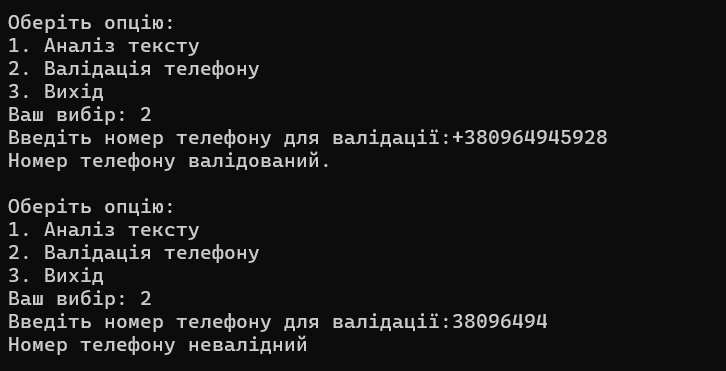 Оберіть опцію:
1. Аналіз тексту
2. Валідація телефону
3. Вихід
Ваш вибір: 2
Введіть номер телефону для валідації:+380964945928
Номер телефону валідований.
Оберіть опцію:
1. Аналіз тексту
2. Валідація телефону
3. Вихід
Ваш вибір: 2
Введіть номер телефону для валідації:38096494
Номер телефону невалідний